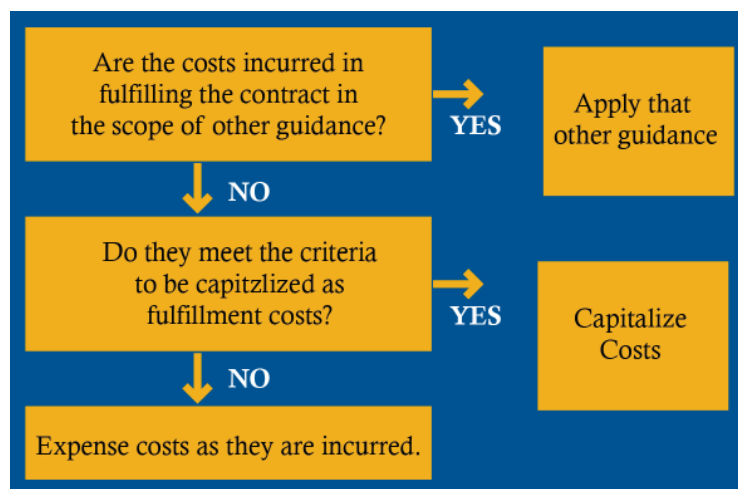 Are the costs incurred in
fulfilling the contract in
the scope of other guidance?
YES
Apply that
other guidance
NO
Do they meet the criteria
to be capitzlized as
fulfillment costs?
YES
Capitalize
Costs
NO
Expense costs as they are incurred.